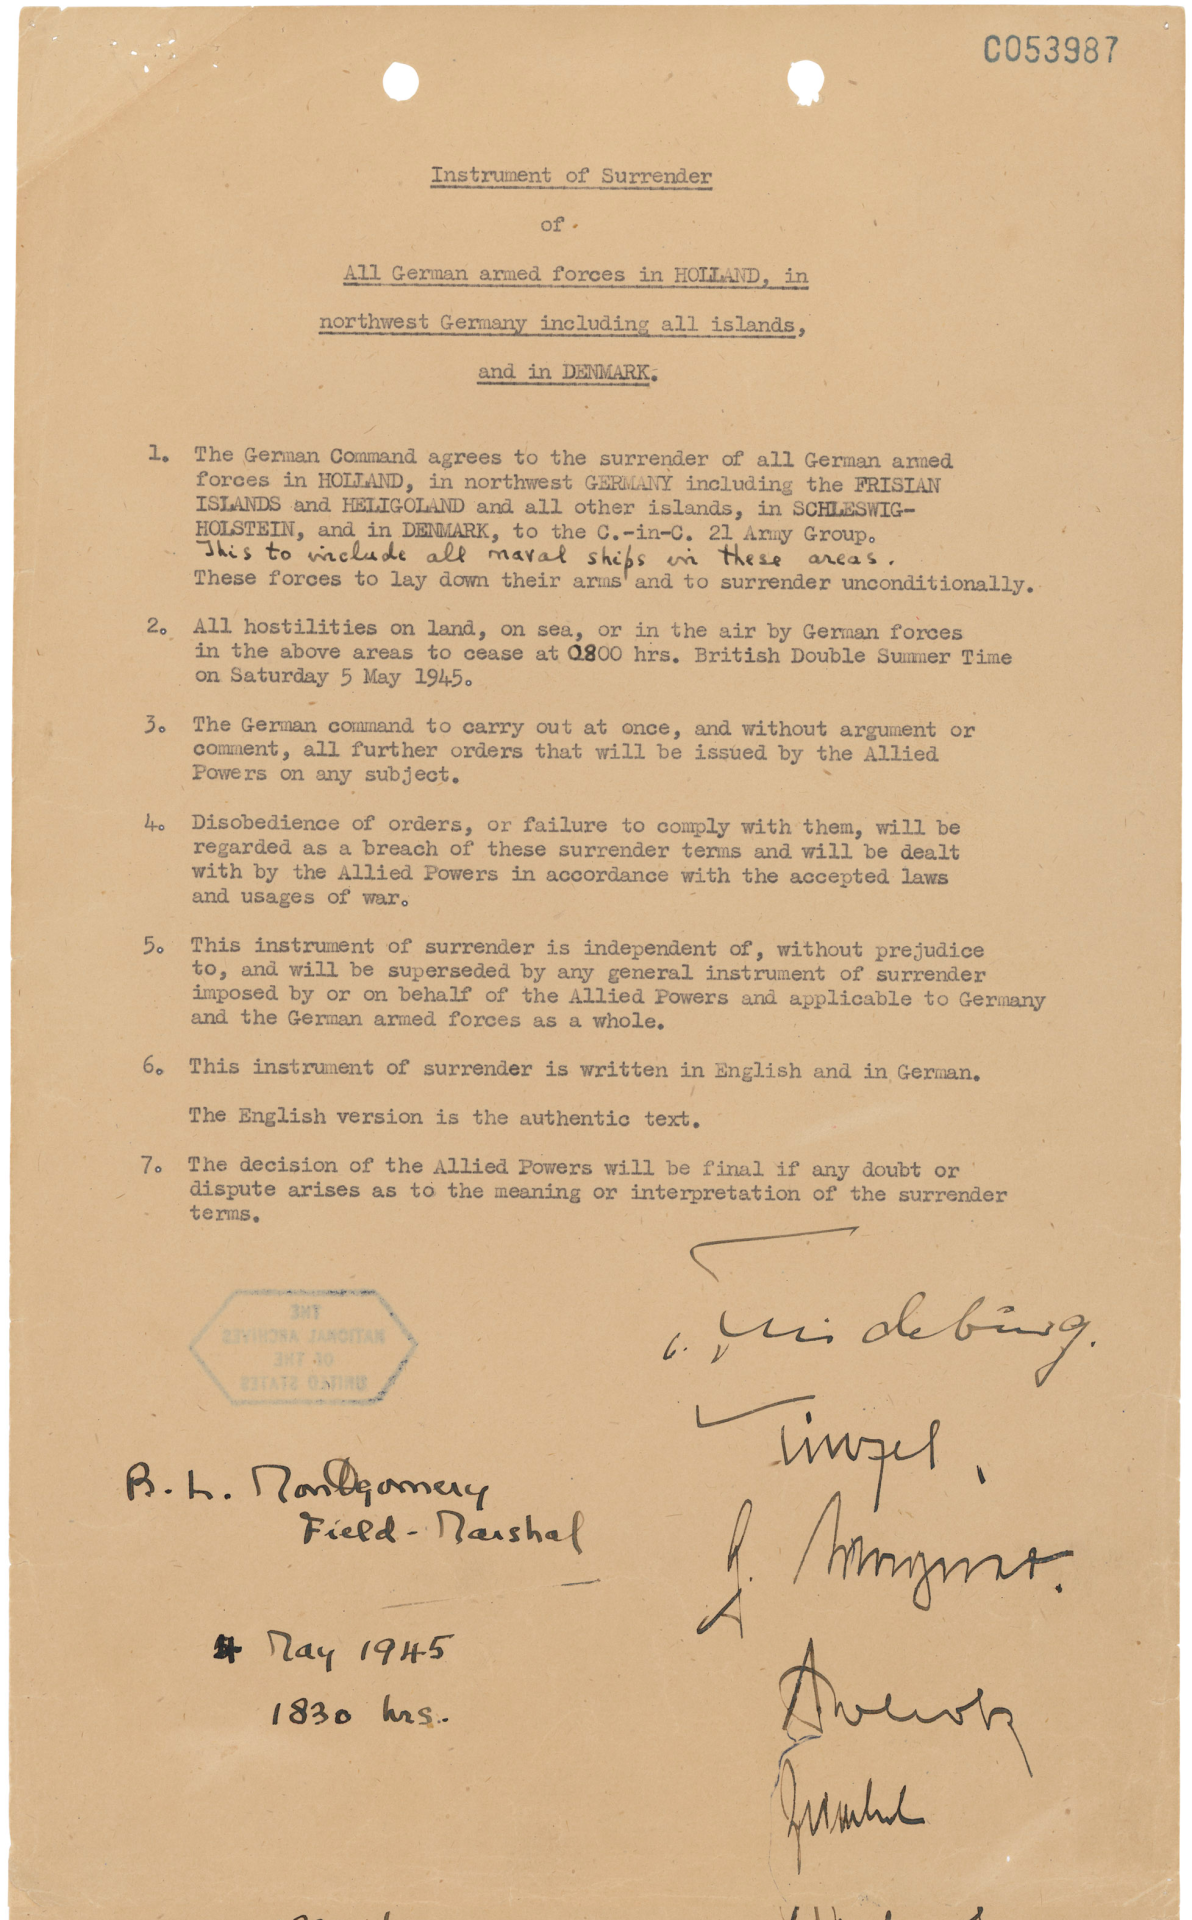 C053987
Instrument of Surrender
of
All German armed forces in HOLLAND, in
northwest Germany including all islands,
and in DENMARK.
1. The German Command agrees to the surrender of all German armed
forces in HOLLAND, in northwest GERMANY including the FRISIAN
ISLANDS and HELIGOLAND and all other islands, in SCHLESWIG-
HOLSTEIN, and in DENMARK, to the C.-in-C. 21 Army Group.
This to include all naval ships in these areas.
These forces to lay down their arms and to surrender unconditionally.
2. All hostilities on land, on sea, or in the air by German forces
in the above areas to cease at 0800 hrs. British Double Summer Time
on Saturday 5 May 1945.
3. The German command to carry out at once, and without argument or
comment, all further orders that will be issued by the Allied
Powers on any subject.
4. Disobedience of orders, or failure to comply with them, will be
regarded as a breach of these surrender terms and will be dealt
with by the Allied Powers in accordance with the accepted laws
and usages of war.
5. This instrument of surrender is independent of, without prejudice
to, and will be superseded by any general instrument of surrender
imposed by or on behalf of the Allied Powers and applicable to Germany
and the German armed forces as a whole.
6. This instrument of surrender is written in English and in German.
The English version is the authentic text.
7. The decision of the Allied Powers will be final if any doubt or
dispute arises as to the meaning or interpretation of the surrender
terms.
THE
NATIONAL ARCHIVES
OF THE
UNITED STATES
Friedeburg.
Kinzel.
G. Wagner.
B. L. Montgomery
Field-Marshal
4 May 1945
1830 hrs.